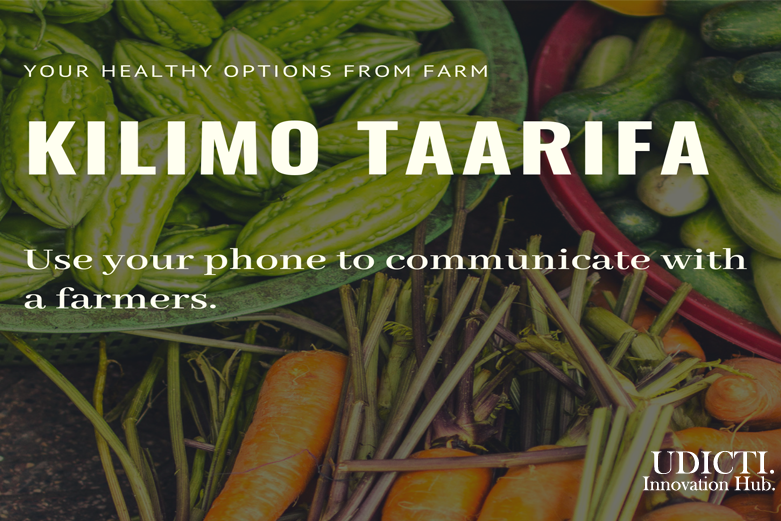 YOUR HEALTHY OPTIONS FROM FARM
KILIMO TAARIFA
Use your phone to communicate with
a farmers.
UDICTI.
Innovation Hub.